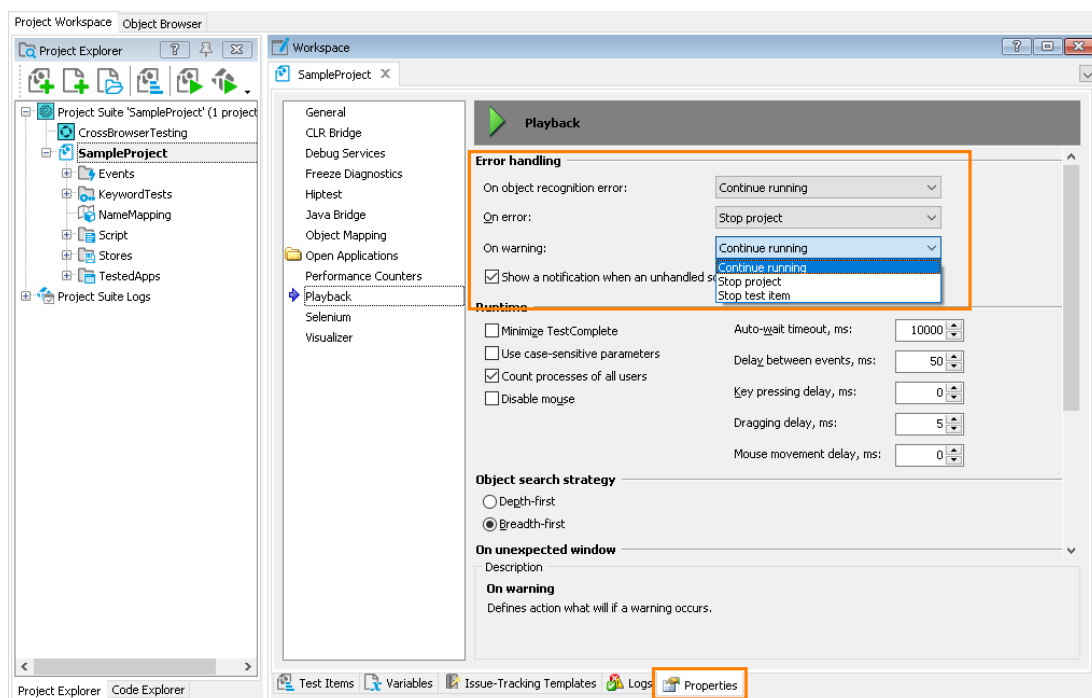 Project Workspace Object Browser
Project Explorer
Project Suite 'SampleProject' (1 project
CrossBrowserTesting
SampleProject
Events
KeywordTests
NameMapping
Script
Stores
TestedApps
Project Suite Logs
Project Explorer Code Explorer
Workspace
SampleProject
General
CLR Bridge
Debug Services
Freeze Diagnostics
Hiptest
Java Bridge
Object Mapping
Open Applications
Performance Counters
Playback
Selenium
Visualizer
Playback
Error handling
On object recognition error: Continue running
On error: Stop project
On warning: Continue running
Continue running
Stop project
Stop test item
Show a notification when an unhandled
Runtime
Minimize TestComplete
Use case-sensitive parameters
Count processes of all users
Disable mouse
Auto-wait timeout, ms: 10000
Delay between events, ms: 50
Key pressing delay, ms: 0
Dragging delay, ms: 5
Mouse movement delay, ms: 0
Object search strategy
Depth-first
Breadth-first
On unexpected window
Description
On warning
Defines action what will if a warning occurs.
Test Items Variables Issue-Tracking Templates Logs Properties